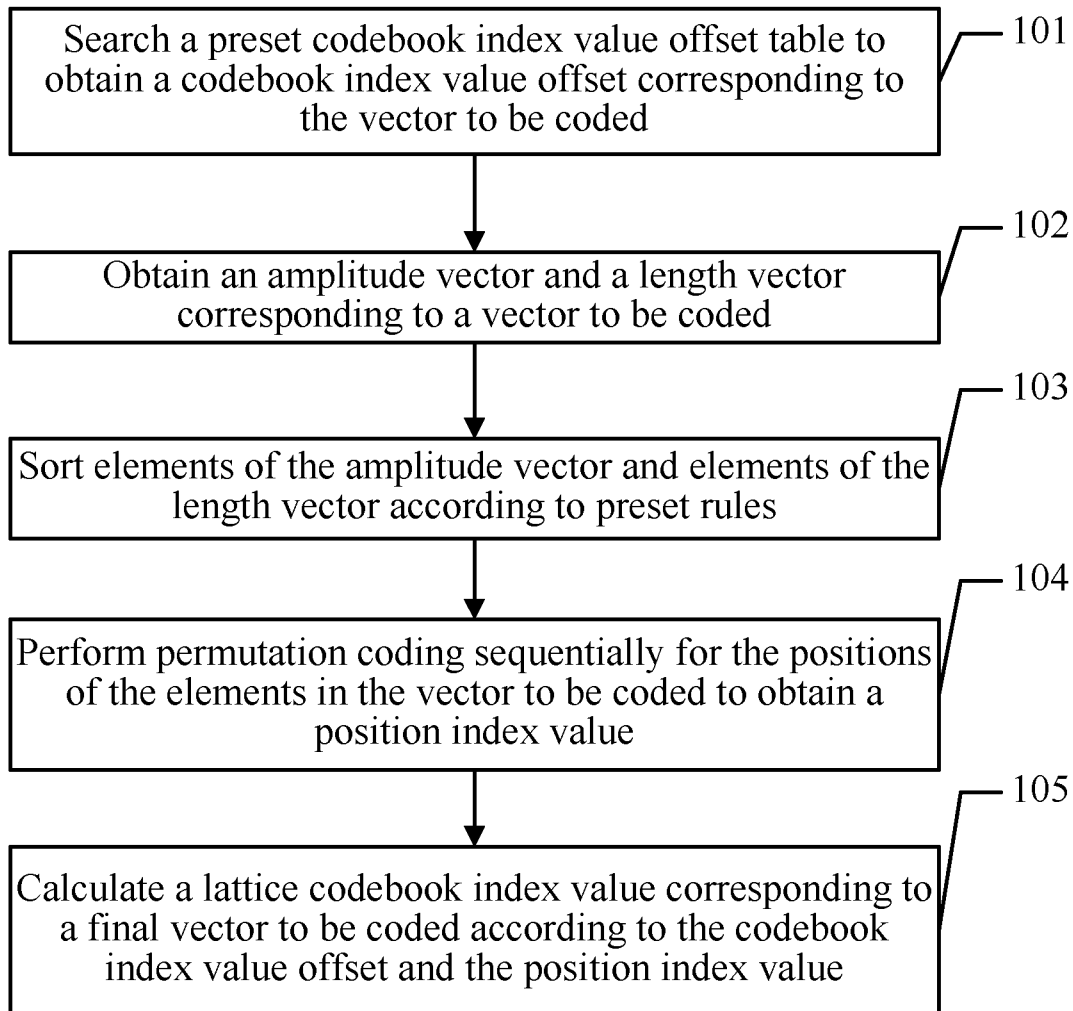 Search a preset codebook index value offset table to
obtain a codebook index value offset corresponding to
the vector to be coded
101
Obtain an amplitude vector and a length vector
corresponding to a vector to be coded
102
Sort elements of the amplitude vector and elements of the
length vector according to preset rules
103
Perform permutation coding sequentially for the positions
of the elements in the vector to be coded to obtain a
position index value
104
Calculate a lattice codebook index value corresponding to
a final vector to be coded according to the codebook
index value offset and the position index value
105